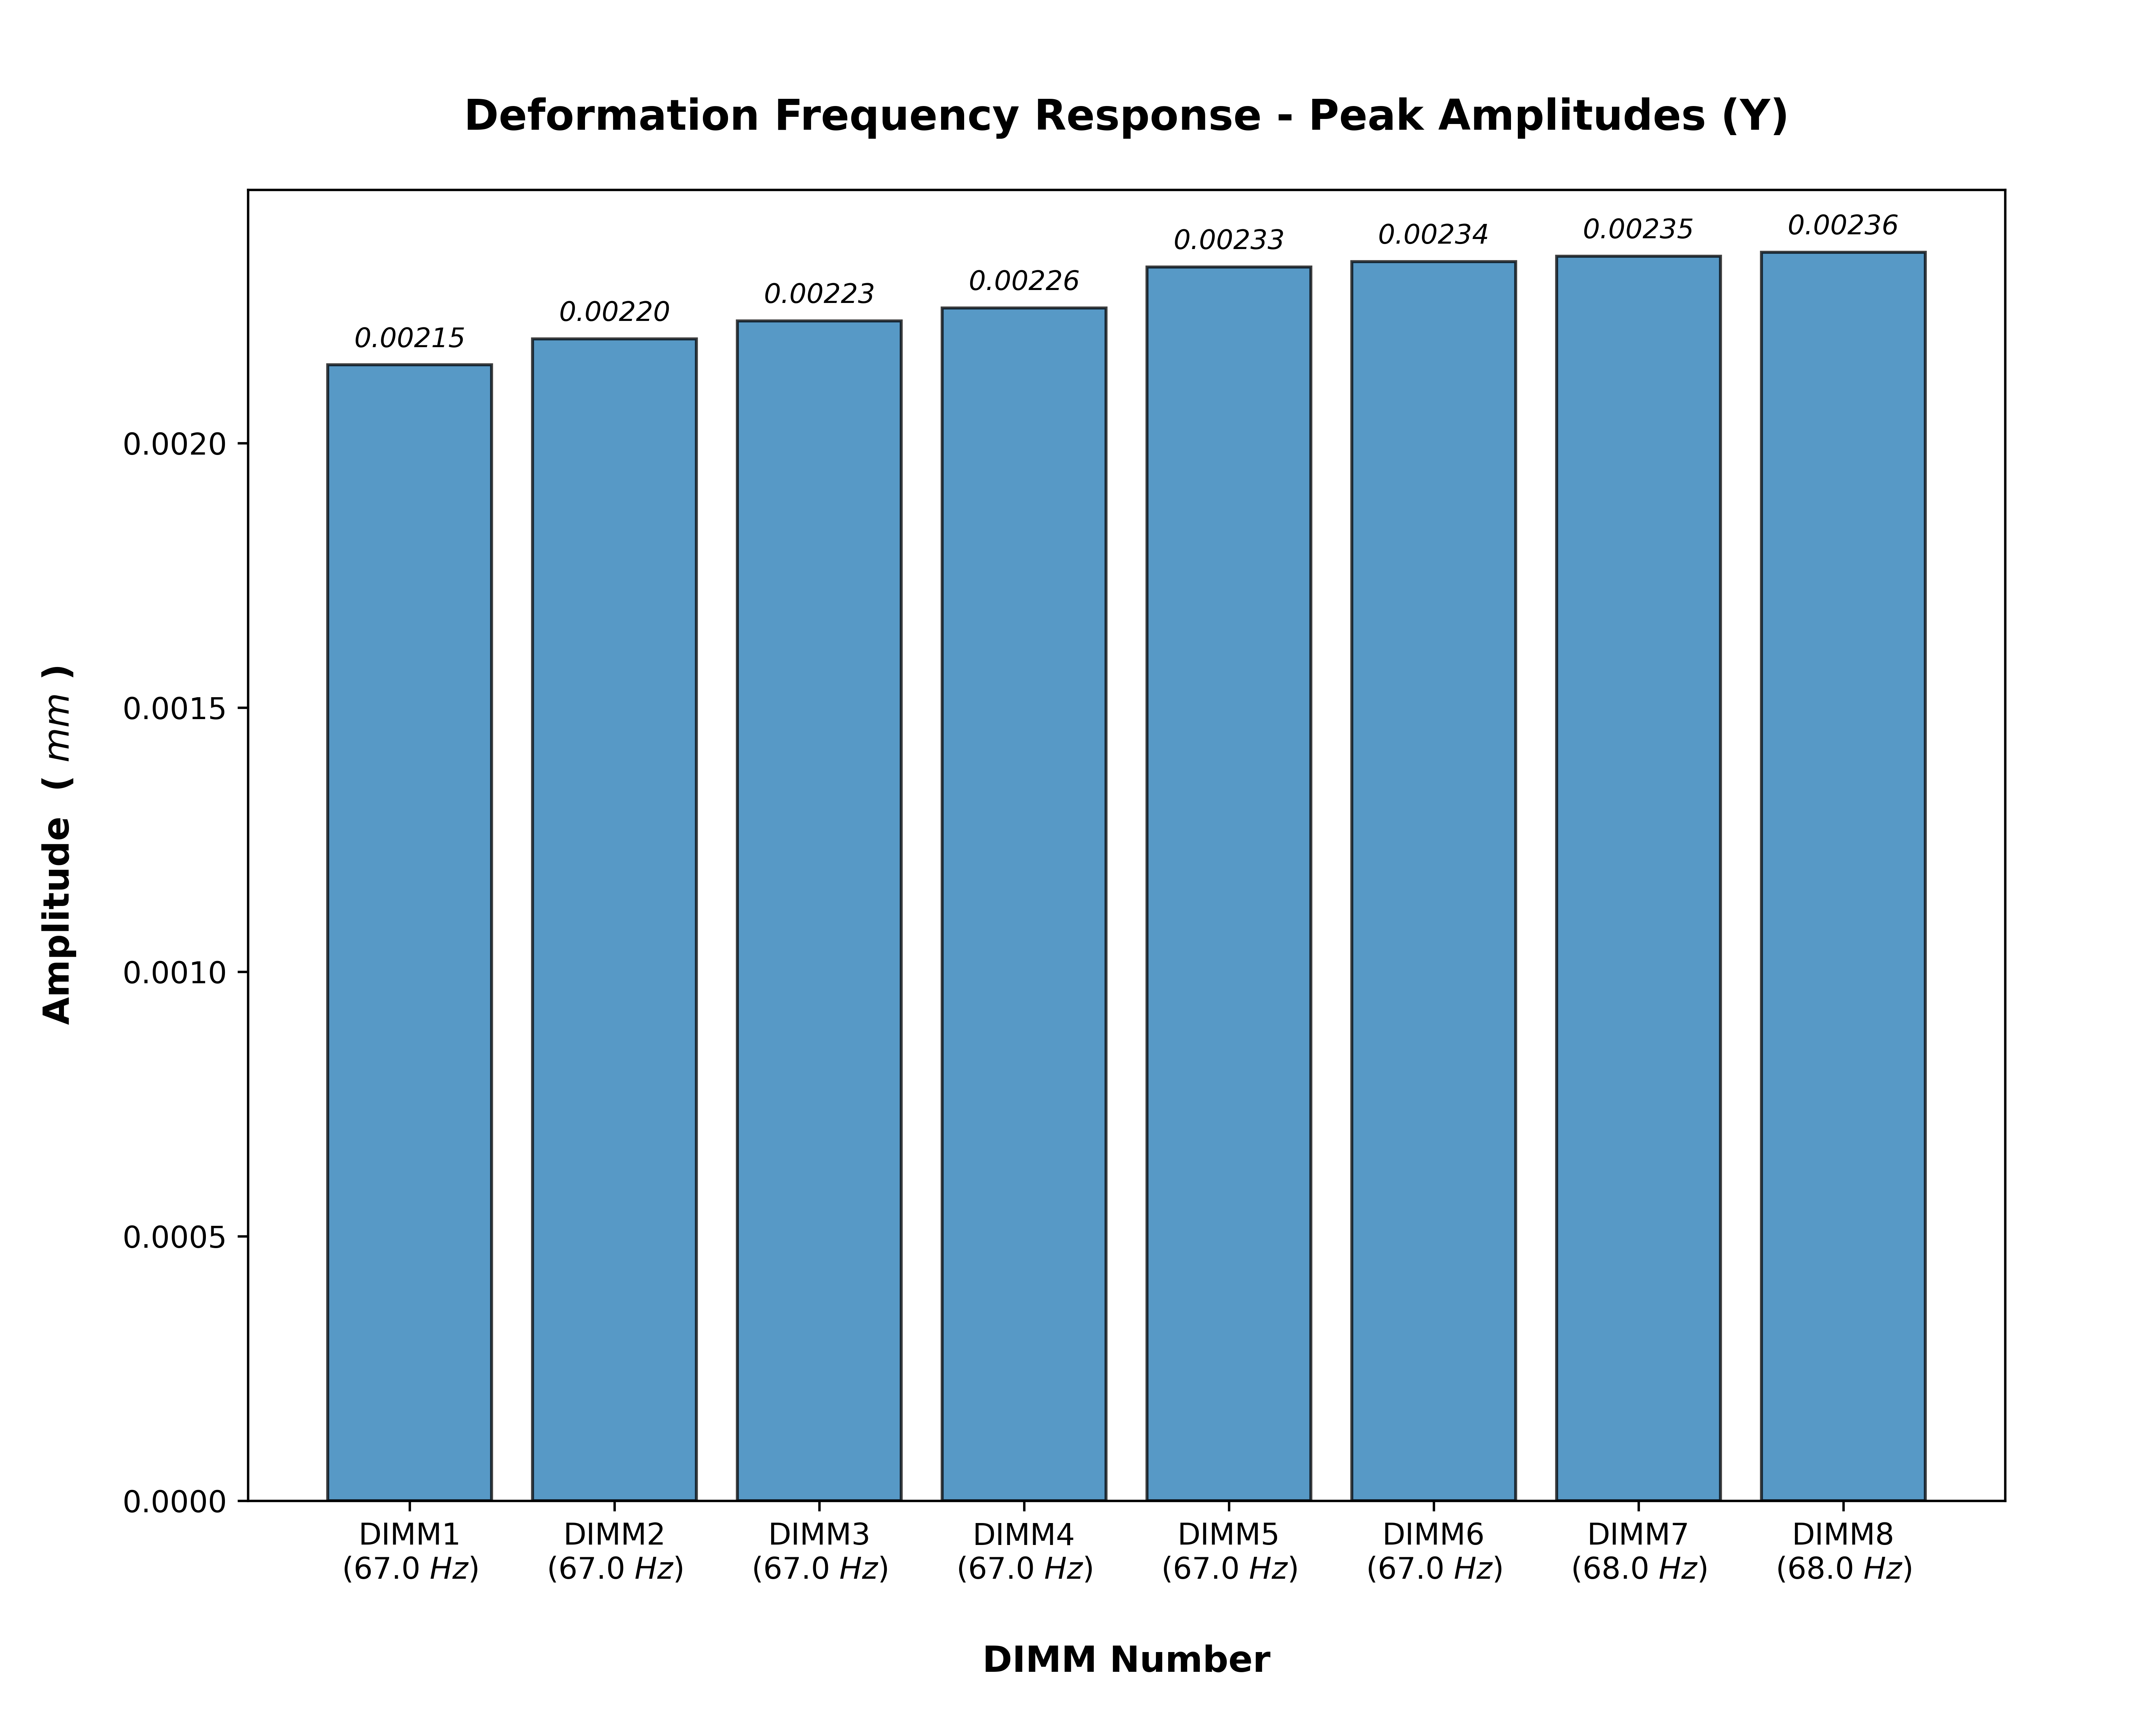 Deformation Frequency Response - Peak Amplitudes (Y)
0.00215
0.00220
0.00223
0.00226
0.00233
0.00234
0.00235
0.00236
0.0020
0.0015
0.0010
0.0005
0.0000
Amplitude ( mm )
DIMM1
(67.0 Hz)
DIMM2
(67.0 Hz)
DIMM3
(67.0 Hz)
DIMM4
(67.0 Hz)
DIMM5
(67.0 Hz)
DIMM6
(67.0 Hz)
DIMM7
(68.0 Hz)
DIMM8
(68.0 Hz)
DIMM Number